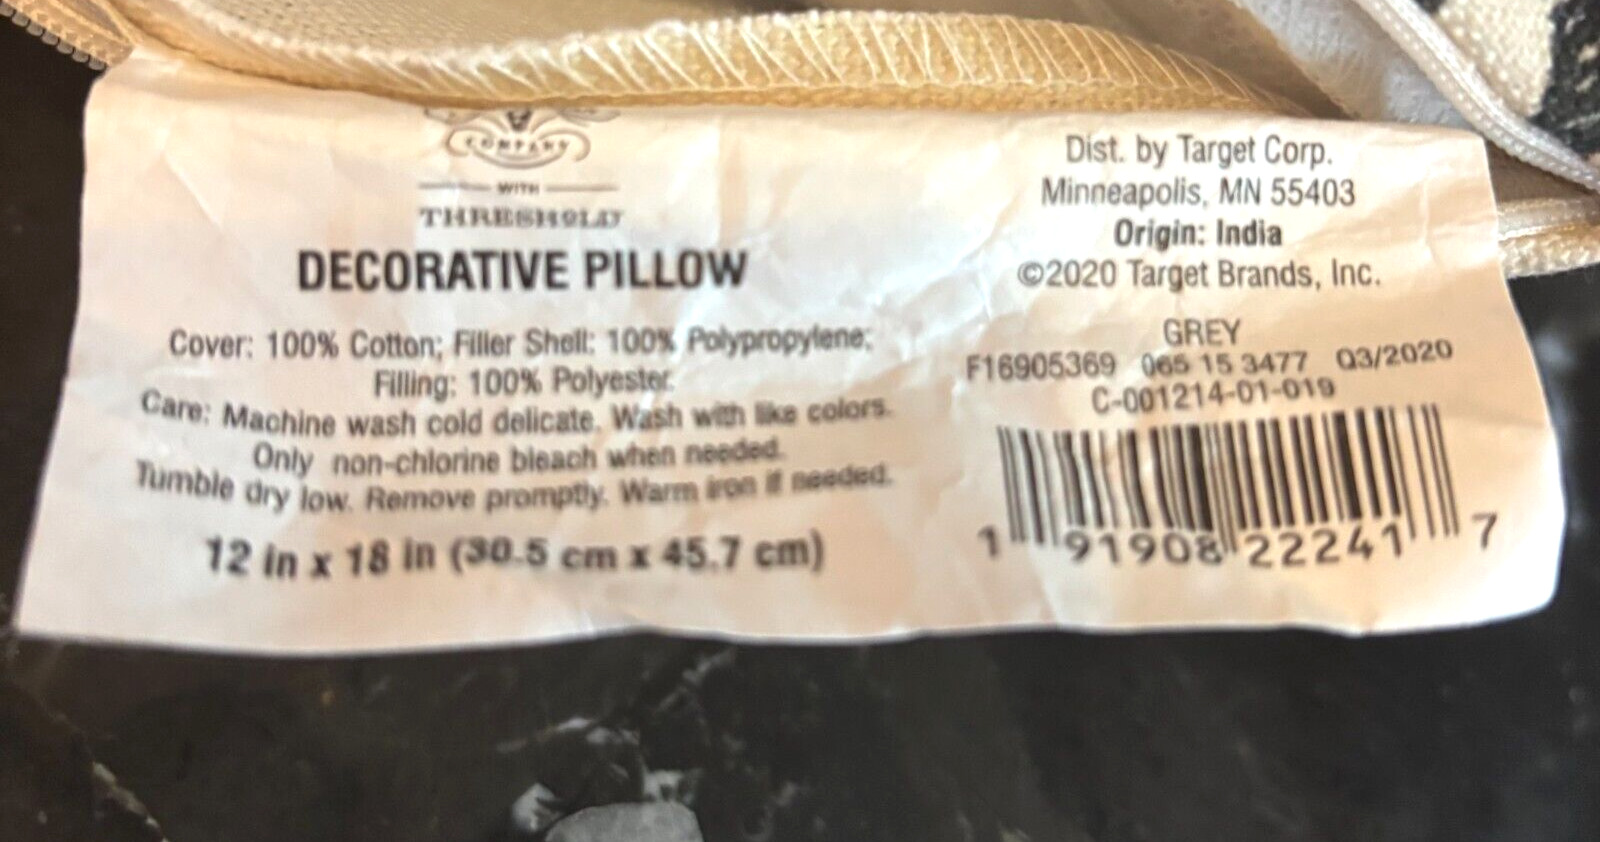 COMPANY
WITH
THRESHOLD
DECORATIVE PILLOW
Cover: 100% Cotton; Filler Shell: 100% Polypropylene;
Filling: 100% Polyester.
Care: Machine wash cold delicate. Wash with like colors.
Only non-chlorine bleach when needed.
Tumble dry low. Remove promptly. Warm iron if needed.
12 in x 18 in (30.5 cm x 45.7 cm)
Dist. by Target Corp.
Minneapolis, MN 55403
Origin: India
©2020 Target Brands, Inc.
GREY
F16905369 065 15 3477 Q3/2020
C-001214-01-019
1 91908 22241 7